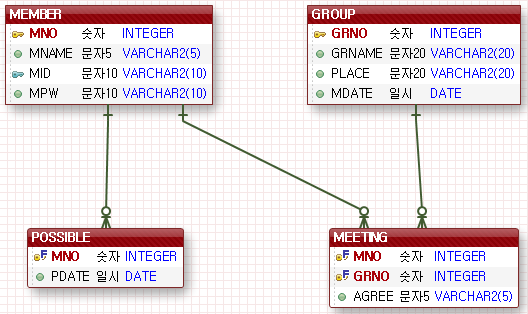 MEMBER
MNO 숫자 INTEGER
MNAME 문자5 VARCHAR2(5)
MID 문자10 VARCHAR2(10)
MPW 문자10 VARCHAR2(10)
GROUP
GRNO 숫자 INTEGER
GRNAME 문자20 VARCHAR2(20)
PLACE 문자20 VARCHAR2(20)
MDATE 일시 DATE
POSSIBLE
F MNO 숫자 INTEGER
PDATE 일시 DATE
MEETING
F MNO 숫자 INTEGER
F GRNO 숫자 INTEGER
AGREE 문자5 VARCHAR2(5)